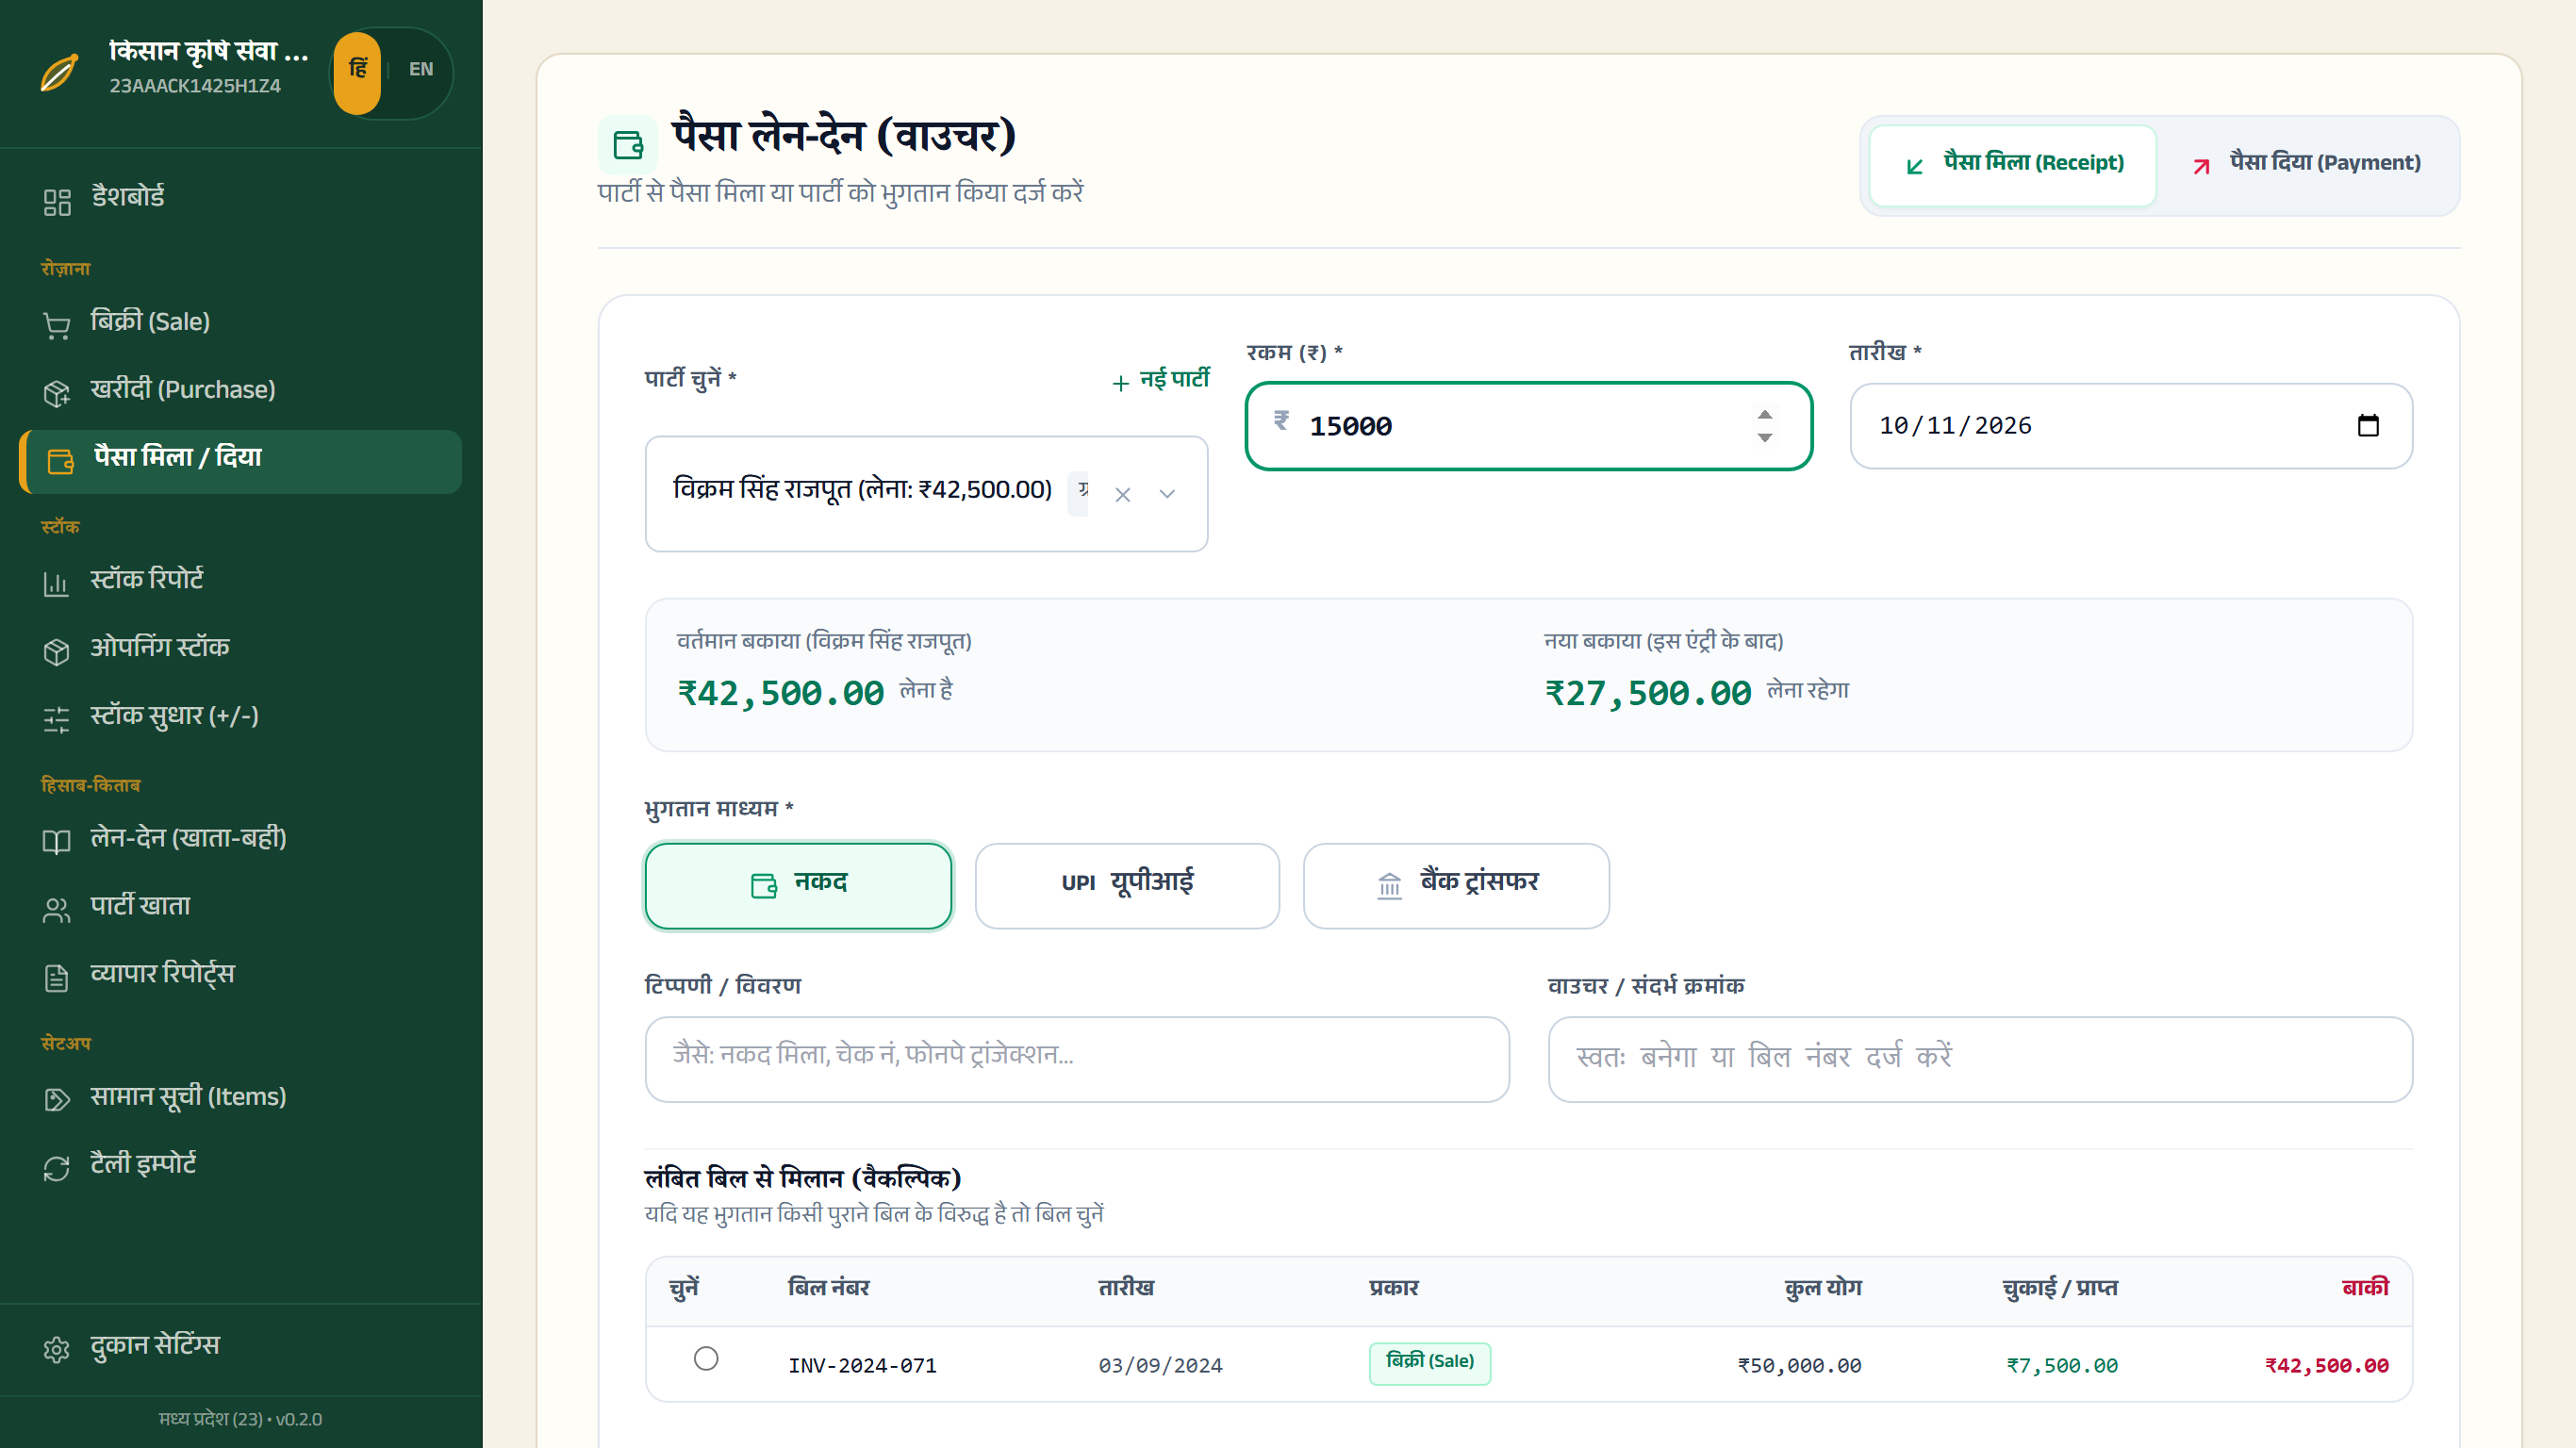 किसान कृषि सेवा ...
23AAACK1425H1Z4
हिं
EN
डैशबोर्ड
रोज़ाना
बिक्री (Sale)
खरीदी (Purchase)
पैसा मिला / दिया
स्टॉक
स्टॉक रिपोर्ट
ओपनिंग स्टॉक
स्टॉक सुधार (+/-)
हिसाब-किताब
लेन-देन (खाता-बही)
पार्टी खाता
व्यापार रिपोर्ट्स
सेटअप
सामान सूची (Items)
टैली इम्पोर्ट
दुकान सेटिंग्स
मध्य प्रदेश (23) • v0.2.0
पैसा लेन-देन (वाउचर)
पार्टी से पैसा मिला या पार्टी को भुगतान किया दर्ज करें
पैसा मिला (Receipt)
पैसा दिया (Payment)
पार्टी चुनें *
+ नई पार्टी
विक्रम सिंह राजपूत (लेना: ₹42,500.00)
रकम (₹) *
₹ 15000
तारीख *
10/11/2026
वर्तमान बकाया (विक्रम सिंह राजपूत)
₹42,500.00 लेना है
नया बकाया (इस एंट्री के बाद)
₹27,500.00 लेना रहेगा
भुगतान माध्यम *
नकद
UPI यूपीआई
बैंक ट्रांसफर
टिप्पणी / विवरण
जैसे: नकद मिला, चेक नं, फोनपे ट्रांजेक्शन...
वाउचर / संदर्भ क्रमांक
स्वतः बनेगा या बिल नंबर दर्ज करें
लंबित बिल से मिलान (वैकल्पिक)
यदि यह भुगतान किसी पुराने बिल के विरुद्ध है तो बिल चुनें
चुनें बिल नंबर तारीख प्रकार कुल योग चुकाई / प्राप्त बाकी
INV-2024-071 03/09/2024 बिक्री (Sale) ₹50,000.00 ₹7,500.00 ₹42,500.00